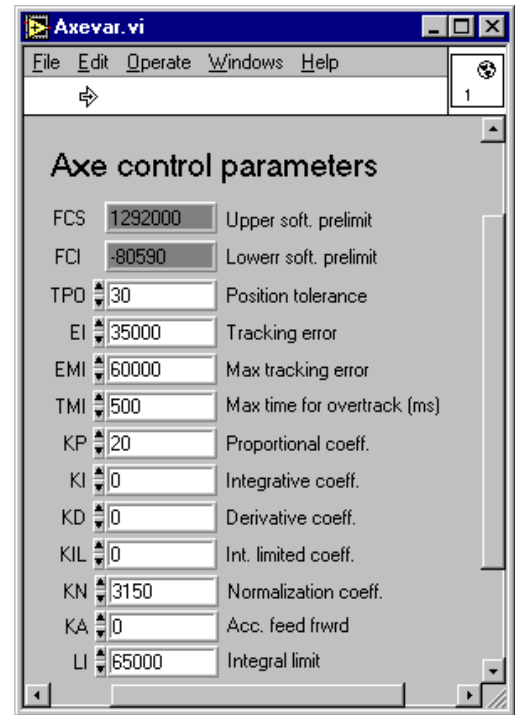 Axevar.vi
File Edit Operate Windows Help
1
Axe control parameters
FCS 1292000 Upper soft. prelimit
FCI -80590 Lowerr soft. prelimit
TPO 30 Position tolerance
EI 35000 Tracking error
EMI 60000 Max tracking error
TMI 500 Max time for overtrack (ms)
KP 20 Proportional coeff.
KI 0 Integrative coeff.
KD 0 Derivative coeff.
KIL 0 Int. limited coeff.
KN 3150 Normalization coeff.
KA 0 Acc. feed frwrd
LI 65000 Integral limit